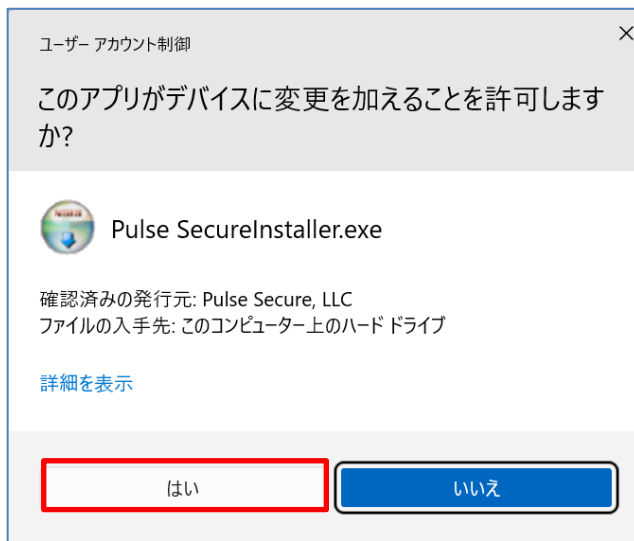 ユーザー アカウント制御
このアプリがデバイスに変更を加えることを許可します
か?
Pulse SecureInstaller.exe
確認済みの発行元: Pulse Secure, LLC
ファイルの入手先: このコンピューター上のハード ドライブ
詳細を表示
はい
いいえ